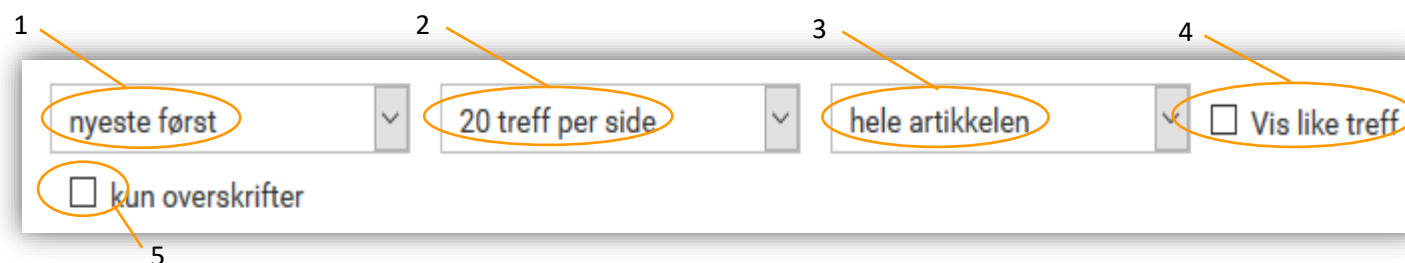 1 2 3 4
nyeste først 20 treff per side hele artikkelen Vis like treff
kun overskrifter
5